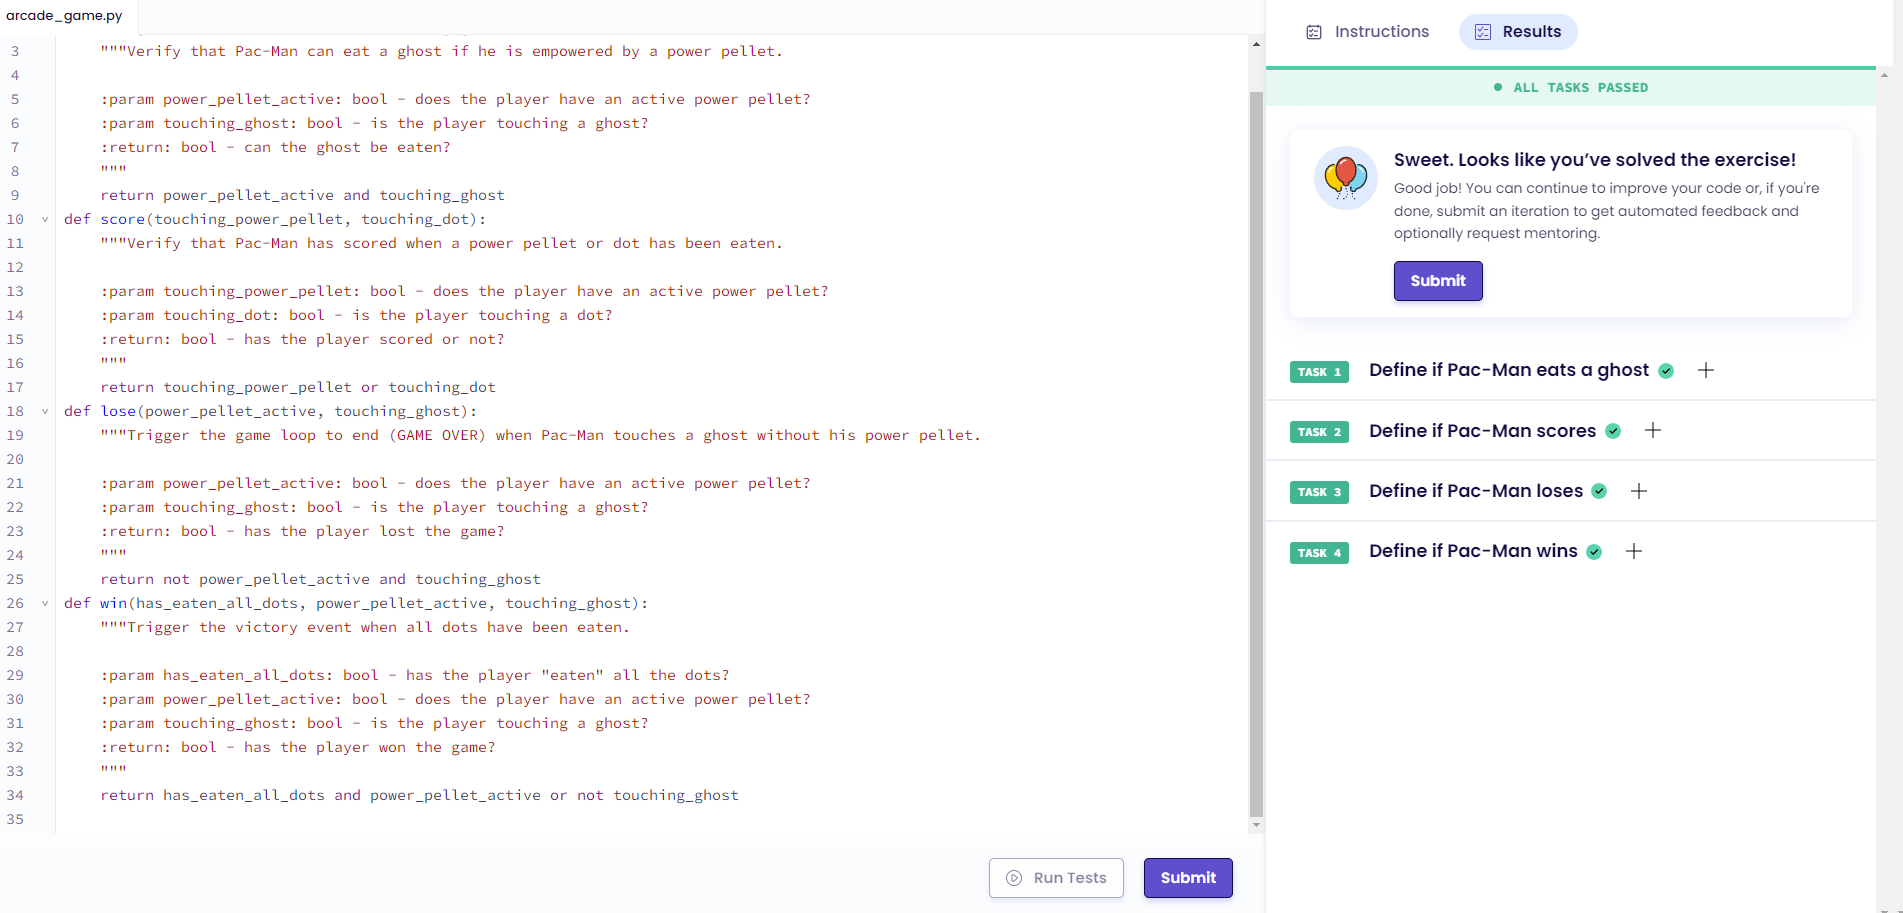 arcade_game.py
3 """Verify that Pac-Man can eat a ghost if he is empowered by a power pellet.
4
5 :param power_pellet_active: bool - does the player have an active power pellet?
6 :param touching_ghost: bool - is the player touching a ghost?
7 :return: bool - can the ghost be eaten?
8 """
9 return power_pellet_active and touching_ghost
10 def score(touching_power_pellet, touching_dot):
11 """Verify that Pac-Man has scored when a power pellet or dot has been eaten.
12
13 :param touching_power_pellet: bool - does the player have an active power pellet?
14 :param touching_dot: bool - is the player touching a dot?
15 :return: bool - has the player scored or not?
16 """
17 return touching_power_pellet or touching_dot
18 def lose(power_pellet_active, touching_ghost):
19 """Trigger the game loop to end (GAME OVER) when Pac-Man touches a ghost without his power pellet.
20
21 :param power_pellet_active: bool - does the player have an active power pellet?
22 :param touching_ghost: bool - is the player touching a ghost?
23 :return: bool - has the player lost the game?
24 """
25 return not power_pellet_active and touching_ghost
26 def win(has_eaten_all_dots, power_pellet_active, touching_ghost):
27 """Trigger the victory event when all dots have been eaten.
28
29 :param has_eaten_all_dots: bool - has the player "eaten" all the dots?
30 :param power_pellet_active: bool - does the player have an active power pellet?
31 :param touching_ghost: bool - is the player touching a ghost?
32 :return: bool - has the player won the game?
33 """
34 return has_eaten_all_dots and power_pellet_active or not touching_ghost
35
Run Tests
Submit
Instructions
Results
ALL TASKS PASSED
Sweet. Looks like you’ve solved the exercise!
Good job! You can continue to improve your code or, if you're
done, submit an iteration to get automated feedback and
optionally request mentoring.
Submit
TASK 1 Define if Pac-Man eats a ghost
TASK 2 Define if Pac-Man scores
TASK 3 Define if Pac-Man loses
TASK 4 Define if Pac-Man wins